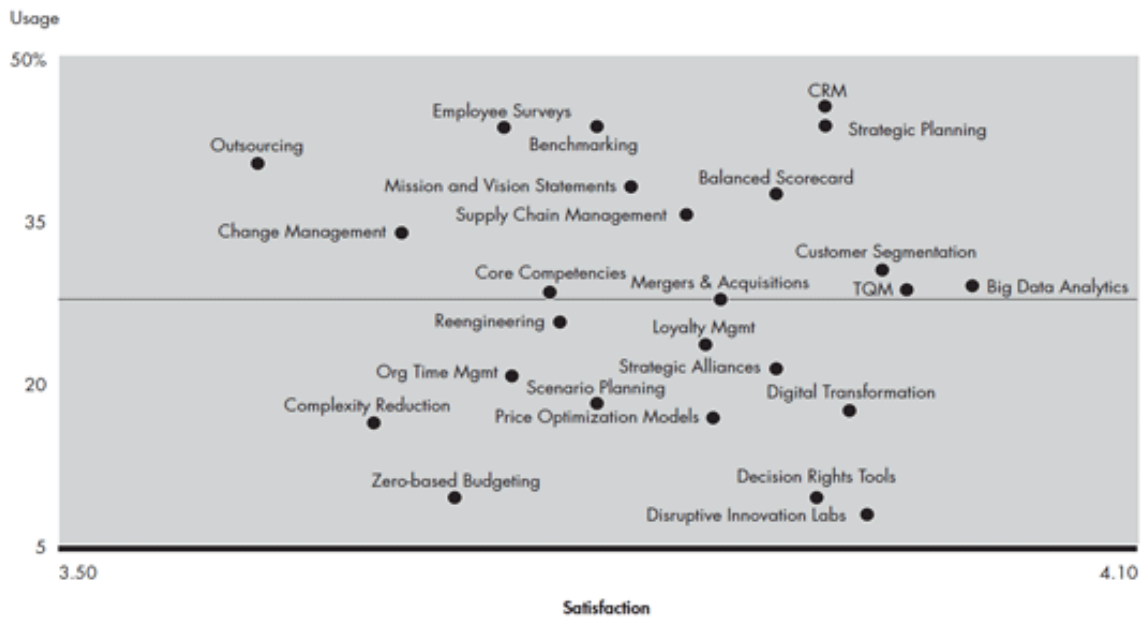 Usage
50%
CRM
Employee Surveys
Strategic Planning
Benchmarking
Outsourcing
Balanced Scorecard
Mission and Vision Statements
Supply Chain Management
35
Change Management
Customer Segmentation
Core Competencies
Mergers & Acquisitions
TQM
Big Data Analytics
Reengineering
Loyalty Mgmt
Strategic Alliances
Org Time Mgmt
20
Scenario Planning
Digital Transformation
Complexity Reduction
Price Optimization Models
Zero-based Budgeting
Decision Rights Tools
Disruptive Innovation Labs
5
3.50
4.10
Satisfaction